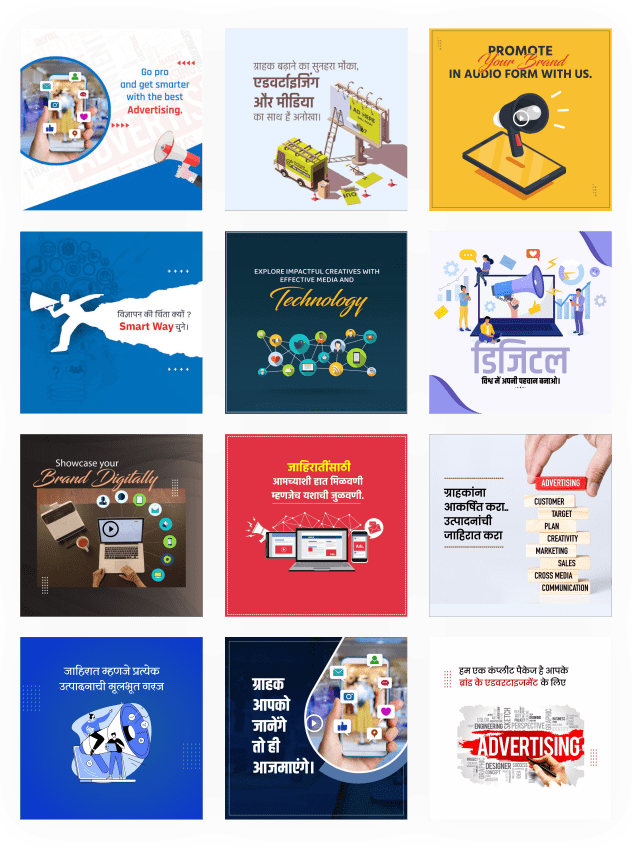 Go pro
and get smarter
with the best
Advertising.
ग्राहक बढ़ाने का सुनहरा मौका,
एडवर्टाइजिंग
और मीडिया
का साथ हैं अनोखा।
PROMOTE
Your Brand
IN AUDIO FORM WITH US.
विज्ञापन की चिंता क्यों ?
Smart Way चुने।
EXPLORE IMPACTFUL CREATIVES WITH
EFFECTIVE MEDIA AND
Technology
डिजिटल
विश्व में अपनी पहचान बनाओ।
Showcase your
Brand Digitally
जाहिरातींसाठी
आमच्याशी हात मिळवणी
म्हणजेच यशाची जुळवणी.
ग्राहकांना
आकर्षित करा..
उत्पादनांची
जाहिरात करा
ADVERTISING
CUSTOMER
TARGET
PLAN
CREATIVITY
MARKETING
SALES
CROSS MEDIA
COMMUNICATION
जाहिरात म्हणजे प्रत्येक
उत्पादनाची मूलभूत गरज
ग्राहक
आपको
जानेंगे
तो ही
आजमाएंगे।
हम एक कंप्लीट पैकेज है आपके
ब्रांड के एडवरटाइजमेंट के लिए
ENGINEERING
SKETCH
PERSPECTIVE
ADVERTISING
DESIGNER